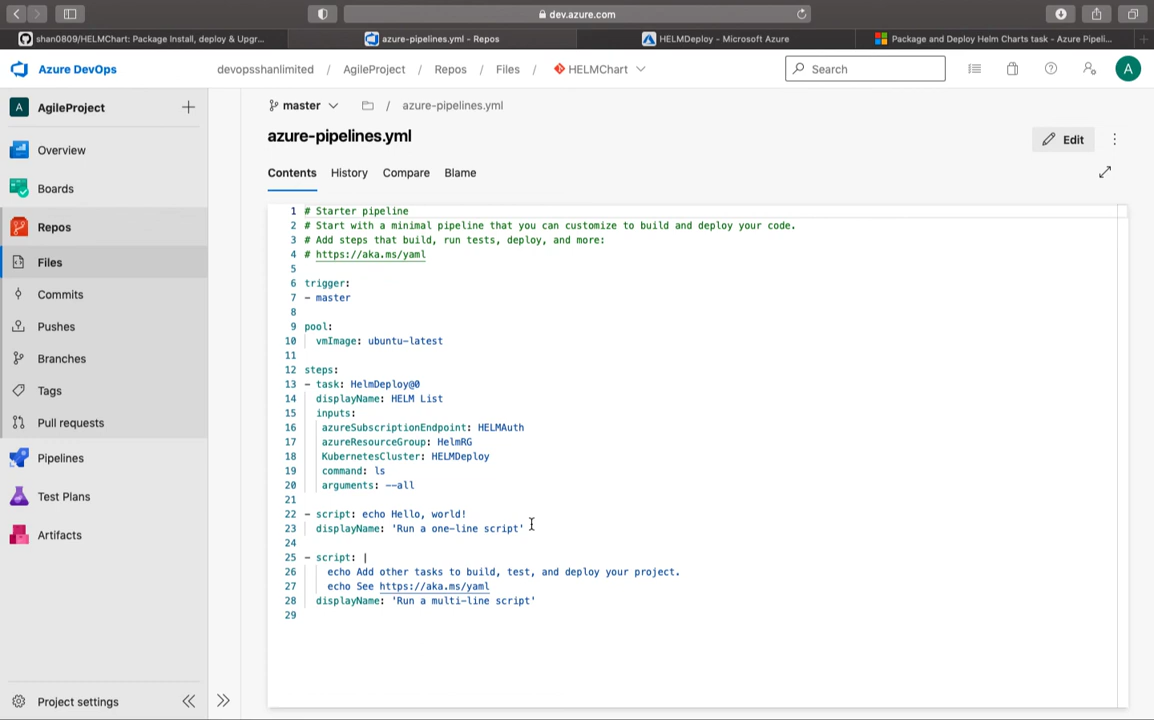 dev.azure.com
shan0809/HELMChart: Package Install, deploy & Upgr...
azure-pipelines.yml - Repos
HELMDeploy - Microsoft Azure
Package and Deploy Helm Charts task - Azure Pipeli...
Azure DevOps
devopsshanlimited / AgileProject / Repos / Files / HELMChart
Search
A
A AgileProject
Overview
Boards
Repos
Files
Commits
Pushes
Branches
Tags
Pull requests
Pipelines
Test Plans
Artifacts
Project settings
master / azure-pipelines.yml
azure-pipelines.yml
Edit
Contents History Compare Blame
1 # Starter pipeline
2 # Start with a minimal pipeline that you can customize to build and deploy your code.
3 # Add steps that build, run tests, deploy, and more:
4 # https://aka.ms/yaml
5
6 trigger:
7 - master
8
9 pool:
10 vmImage: ubuntu-latest
11
12 steps:
13 - task: HelmDeploy@0
14 displayName: HELM List
15 inputs:
16 azureSubscriptionEndpoint: HELMAuth
17 azureResourceGroup: HelmRG
18 KubernetesCluster: HELMDeploy
19 command: ls
20 arguments: --all
21
22 - script: echo Hello, world!
23 displayName: 'Run a one-line script'
24
25 - script: |
26 echo Add other tasks to build, test, and deploy your project.
27 echo See https://aka.ms/yaml
28 displayName: 'Run a multi-line script'
29